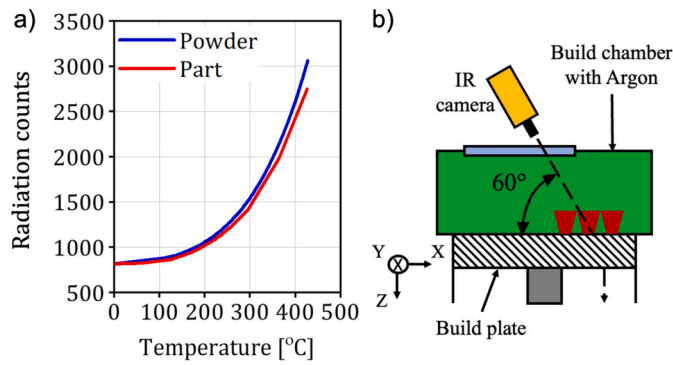 a)
Radiation counts
3500
3000
2500
2000
1500
1000
500
Powder
Part
0 100 200 300 400 500
Temperature [°C]
b)
IR
camera
Build chamber
with Argon
60°
Y
X
Z
Build plate